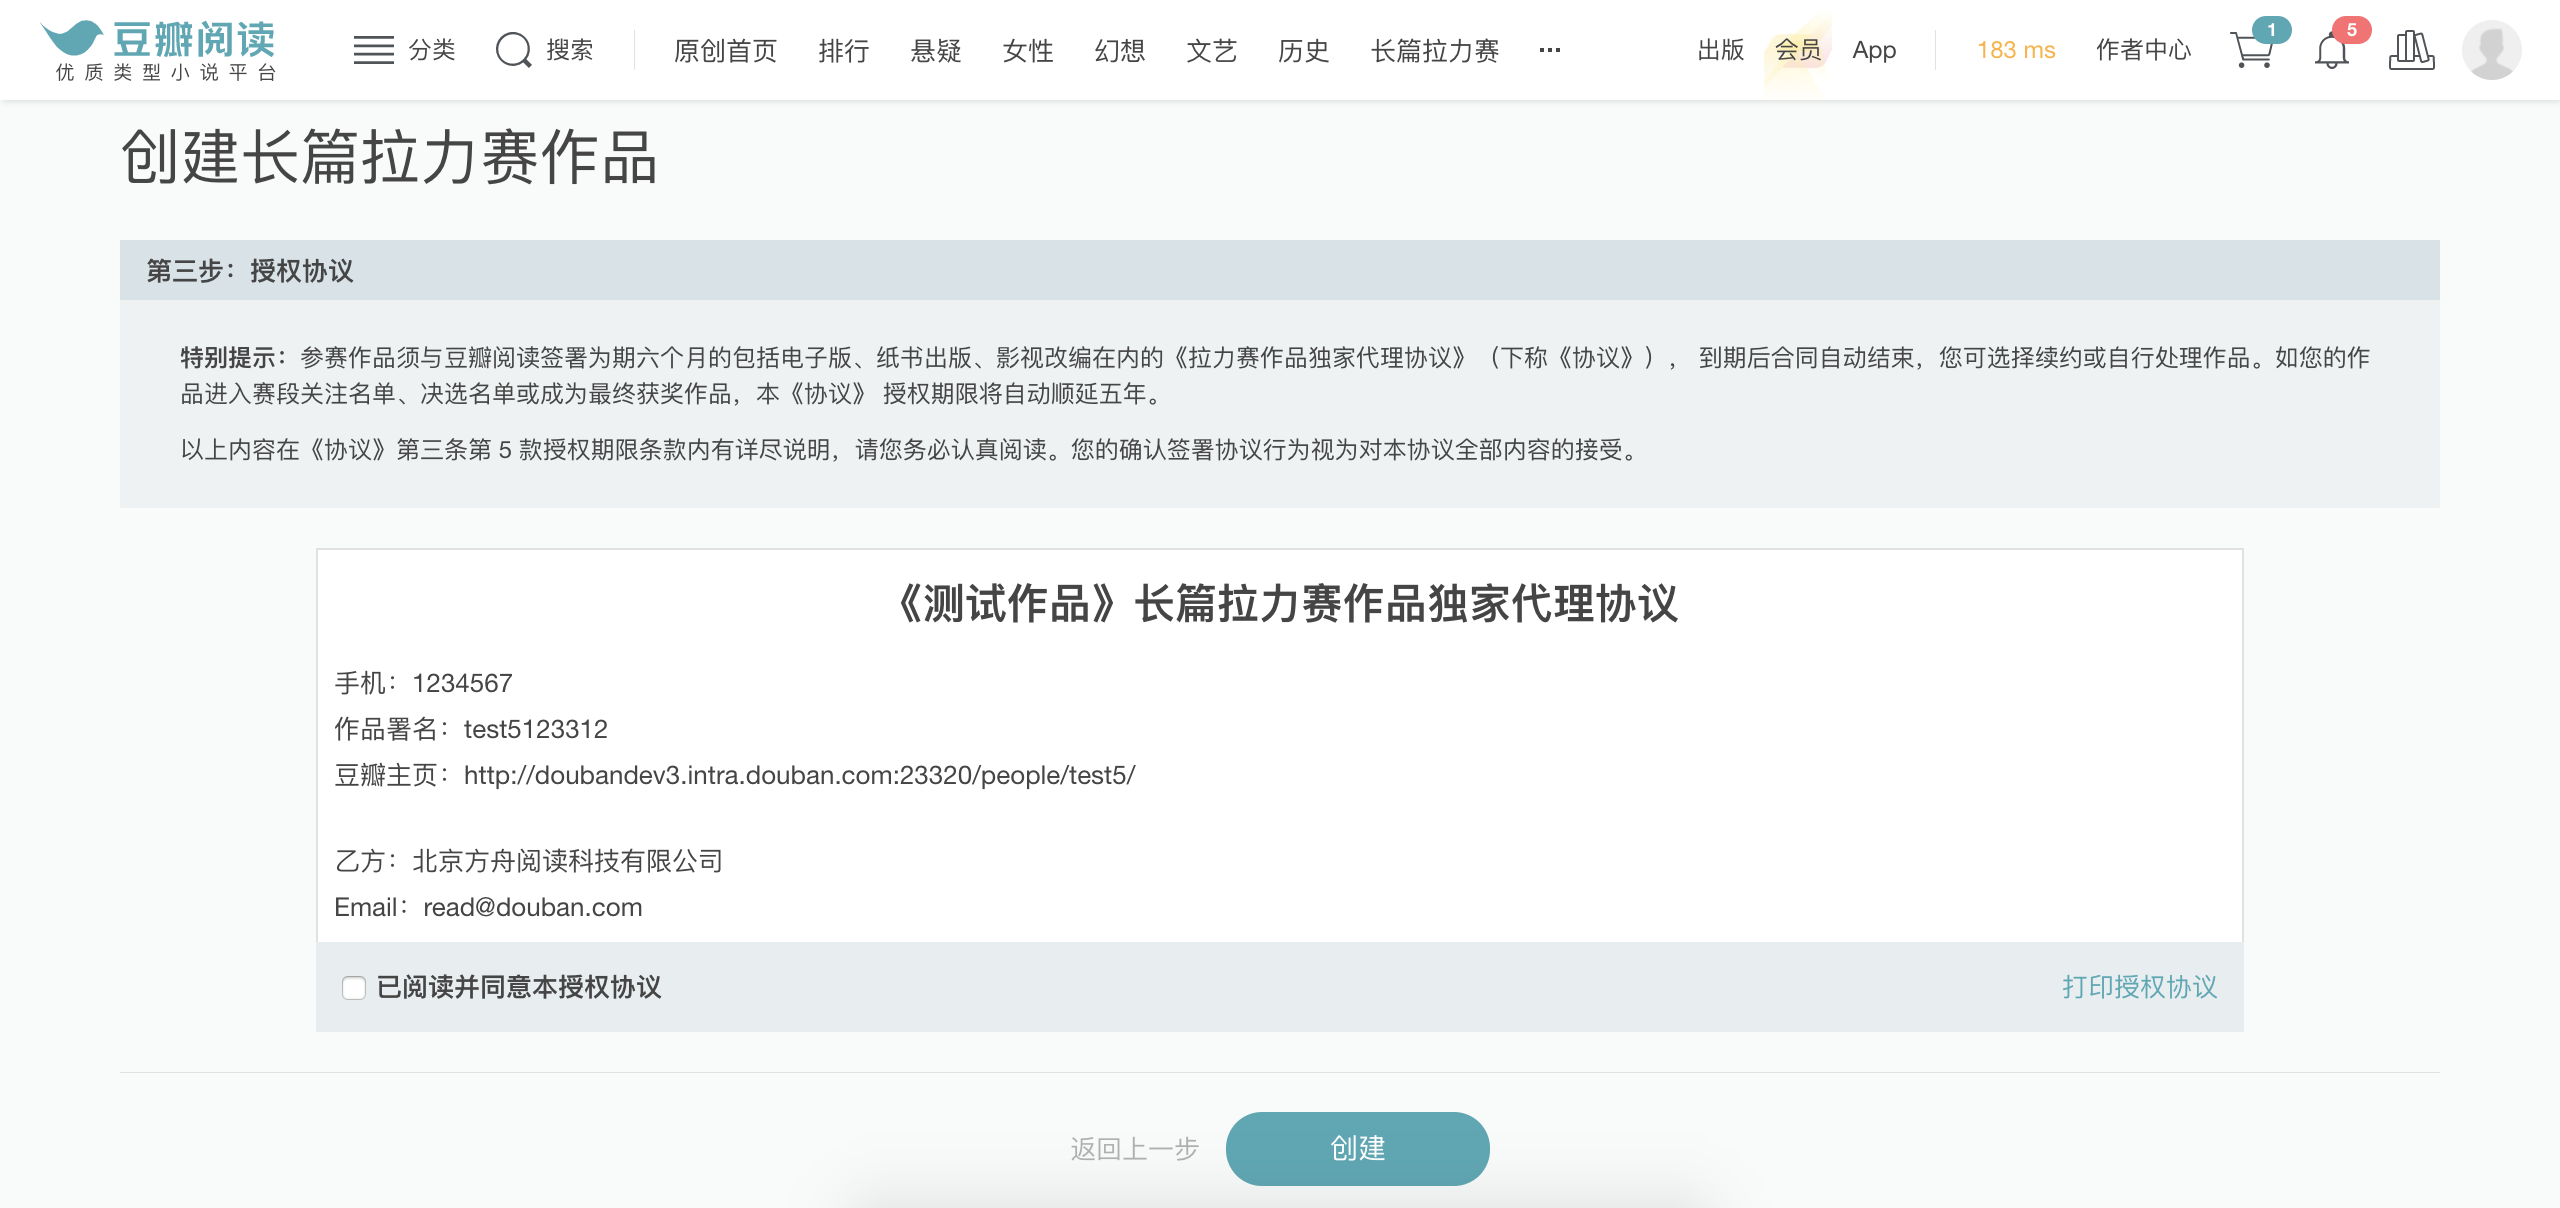 豆瓣阅读
优质类型小说平台
分类 搜索 原创首页 排行 悬疑 女性 幻想 文艺 历史 长篇拉力赛 ··· 出版 会员 App 183 ms 作者中心 1 5
创建长篇拉力赛作品
第三步：授权协议
特别提示：参赛作品须与豆瓣阅读签署为期六个月的包括电子版、纸书出版、影视改编在内的《拉力赛作品独家代理协议》（下称《协议》）， 到期后合同自动结束，您可选择续约或自行处理作品。如您的作
品进入赛段关注名单、决选名单或成为最终获奖作品，本《协议》 授权期限将自动顺延五年。
以上内容在《协议》第三条第 5 款授权期限条款内有详尽说明，请您务必认真阅读。您的确认签署协议行为视为对本协议全部内容的接受。
《测试作品》长篇拉力赛作品独家代理协议
手机：1234567
作品署名：test5123312
豆瓣主页：http://doubandev3.intra.douban.com:23320/people/test5/
乙方：北京方舟阅读科技有限公司
Email：read@douban.com
已阅读并同意本授权协议 打印授权协议
返回上一步 创建